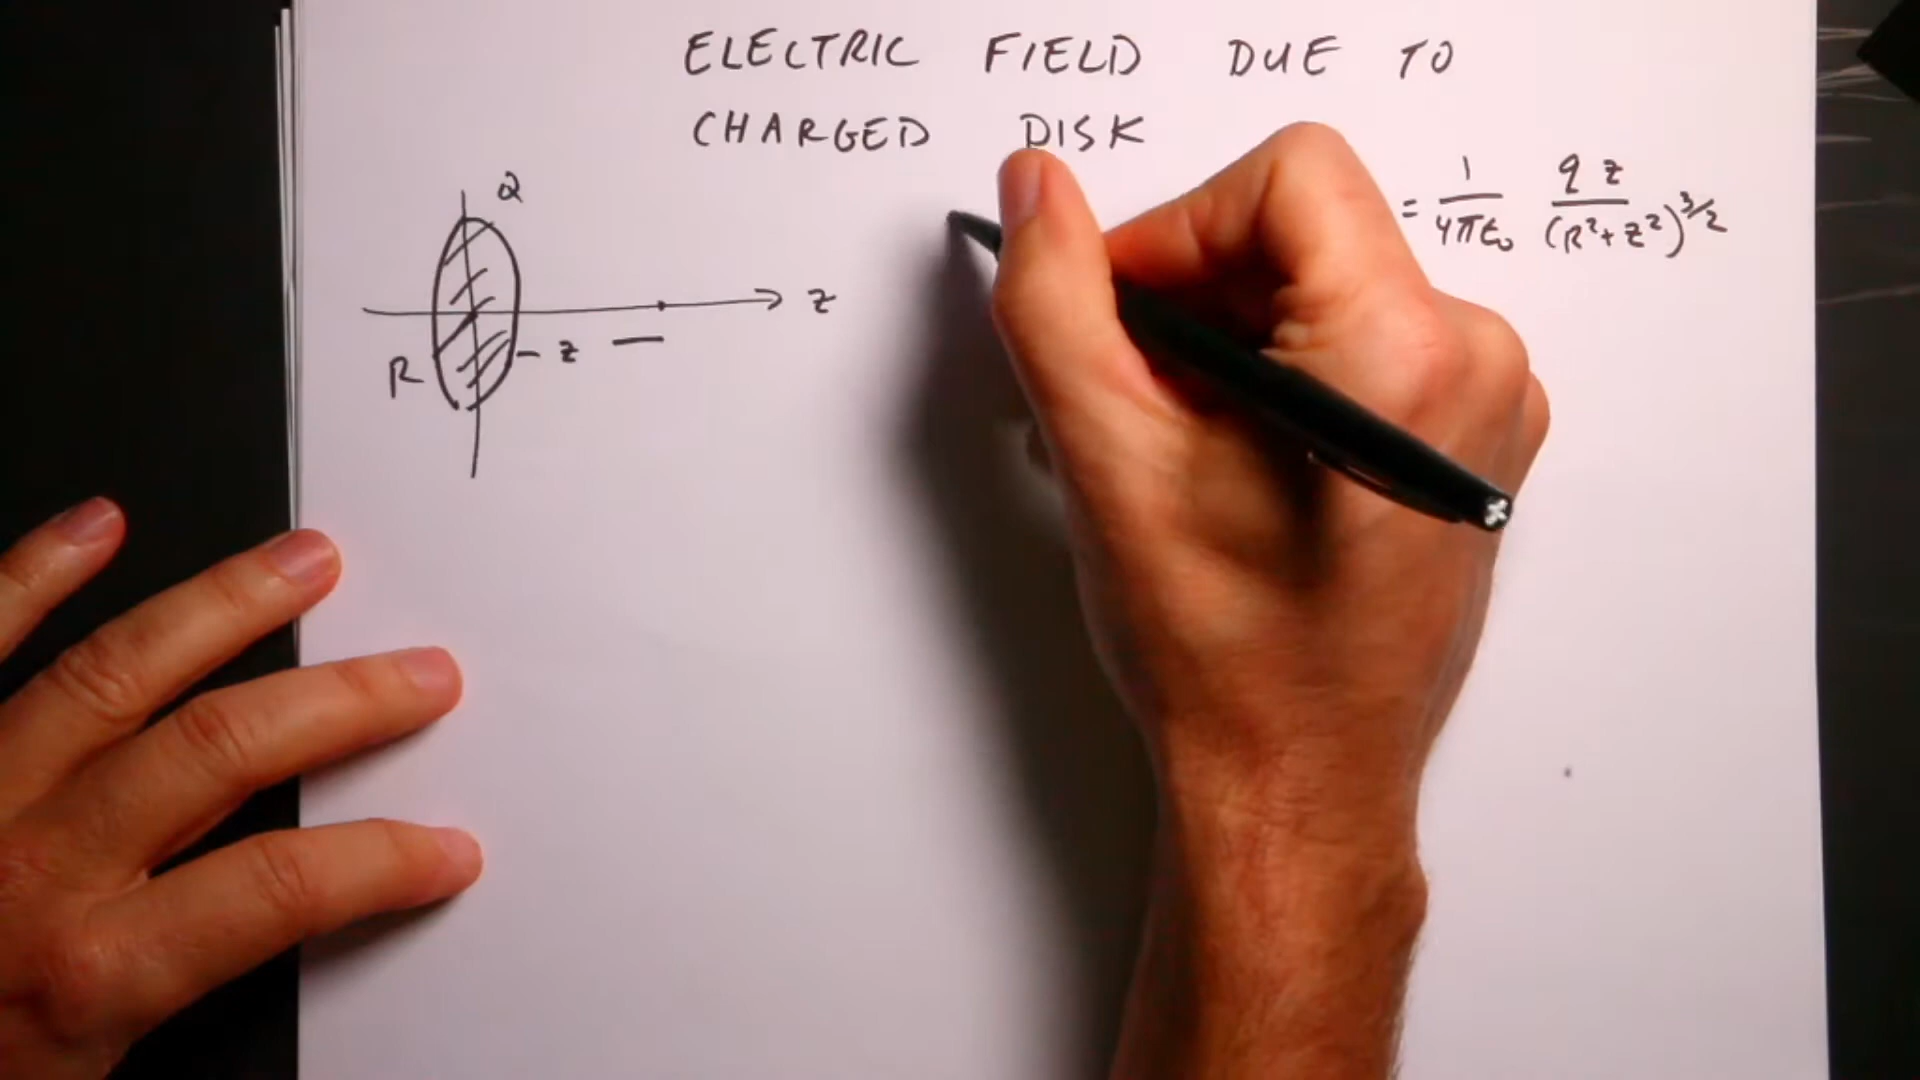 ELECTRIC FIELD DUE TO
CHARGED DISK
Q
= 1/4πε₀ qz/(R²+z²)^3/2
z
z
R